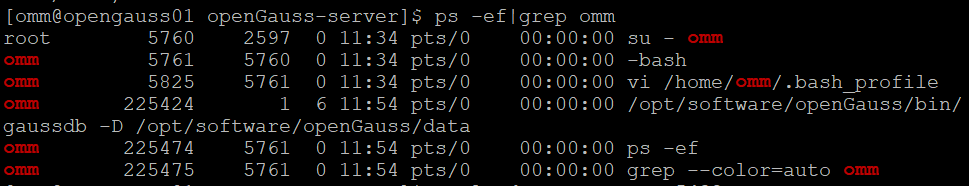 [omm@opengauss01 openGauss-server]$ ps -ef|grep omm
root 5760 2597 0 11:34 pts/0 00:00:00 su - omm
omm 5761 5760 0 11:34 pts/0 00:00:00 -bash
omm 5825 5761 0 11:34 pts/0 00:00:00 vi /home/omm/.bash_profile
omm 225424 1 6 11:54 pts/0 00:00:00 /opt/software/openGauss/bin/
gaussdb -D /opt/software/openGauss/data
omm 225474 5761 0 11:54 pts/0 00:00:00 ps -ef
omm 225475 5761 0 11:54 pts/0 00:00:00 grep --color=auto omm